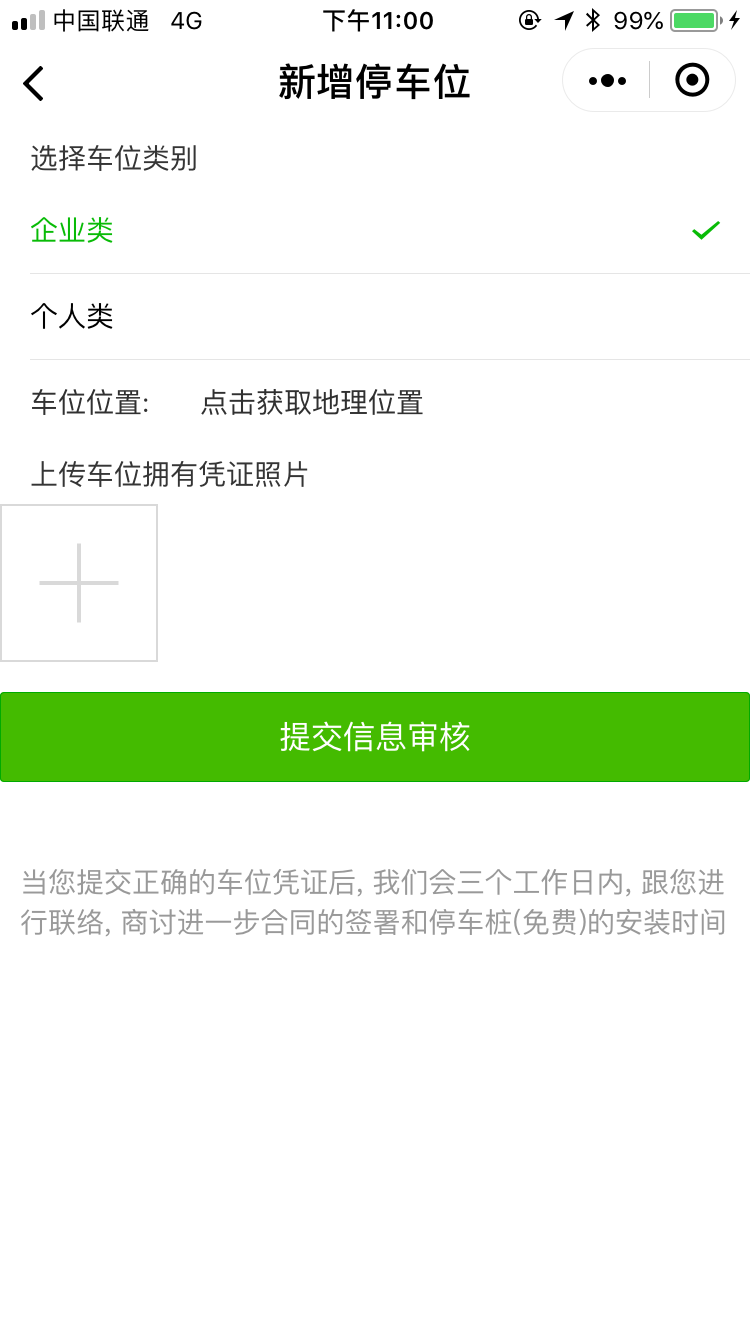 中国联通 4G 下午11:00 99%
新增停车位
选择车位类别
企业类
个人类
车位位置: 点击获取地理位置
上传车位拥有凭证照片
提交信息审核
当您提交正确的车位凭证后, 我们会三个工作日内, 跟您进
行联络, 商讨进一步合同的签署和停车桩(免费)的安装时间